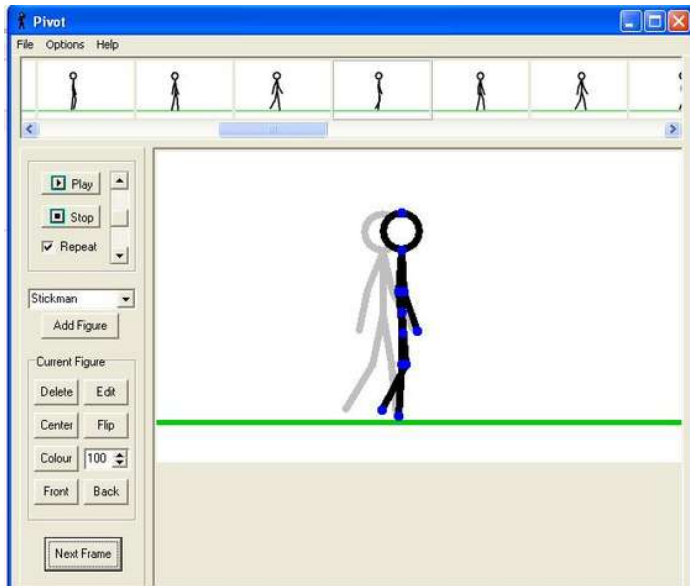 Pivot
File Options Help
Play
Stop
Repeat
Stickman
Add Figure
Current Figure
Delete Edit
Center Flip
Colour 100
Front Back
Next Frame